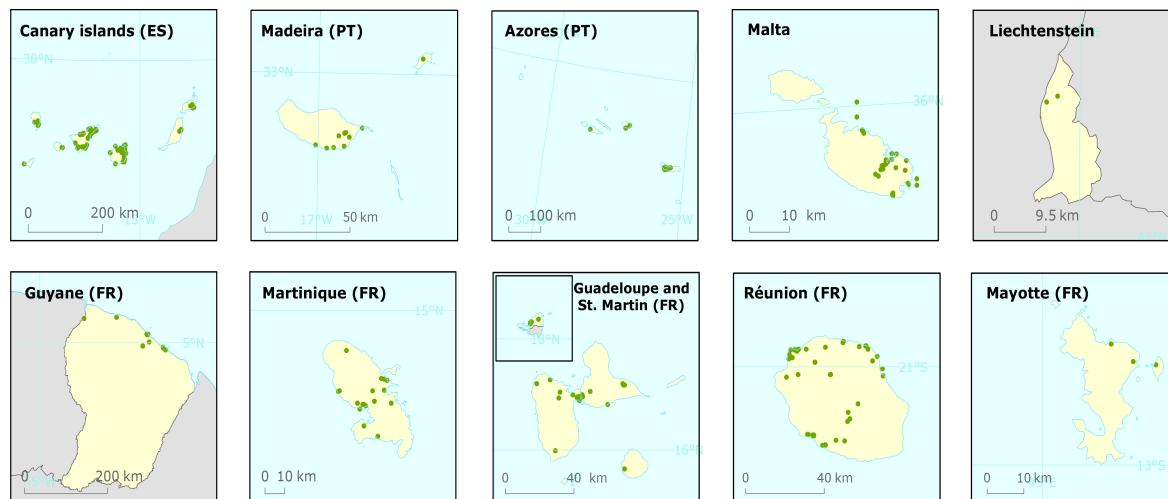 Canary islands (ES)
30°N
0
200 km
15°W
Madeira (PT)
33°N
0
17°W
50 km
Azores (PT)
0
100 km
30°W
25°W
Malta
36°N
0
10 km
Liechtenstein
0
9.5 km
Guyane (FR)
5°N
0
200 km
Martinique (FR)
15°N
0 10 km
Guadeloupe and
St. Martin (FR)
18°N
16°N
0
40 km
Réunion (FR)
21°S
0
40 km
Mayotte (FR)
13°S
0
10 km